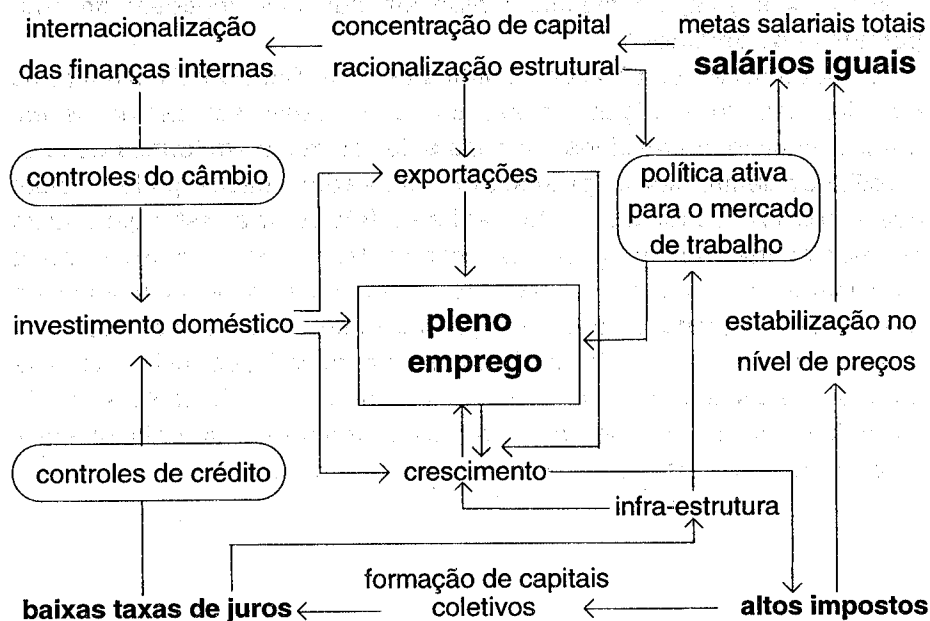 internacionalização
das finanças internas
concentração de capital
racionalização estrutural
metas salariais totais
salários iguais
controles do câmbio
exportações
política ativa
para o mercado
de trabalho
investimento doméstico
pleno
emprego
estabilização no
nível de preços
controles de crédito
crescimento
infra-estrutura
baixas taxas de juros
formação de capitais
coletivos
altos impostos